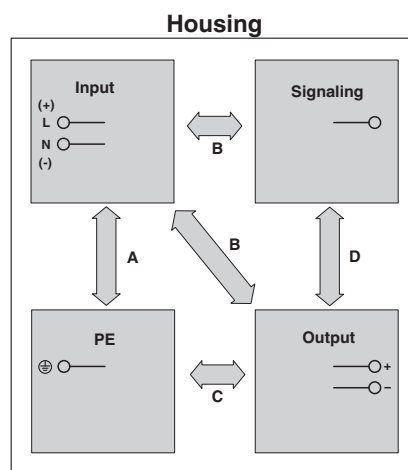 Housing
Input
(+)
L
N
(-)
Signaling
B
A
B
D
PE
C
Output
+
–